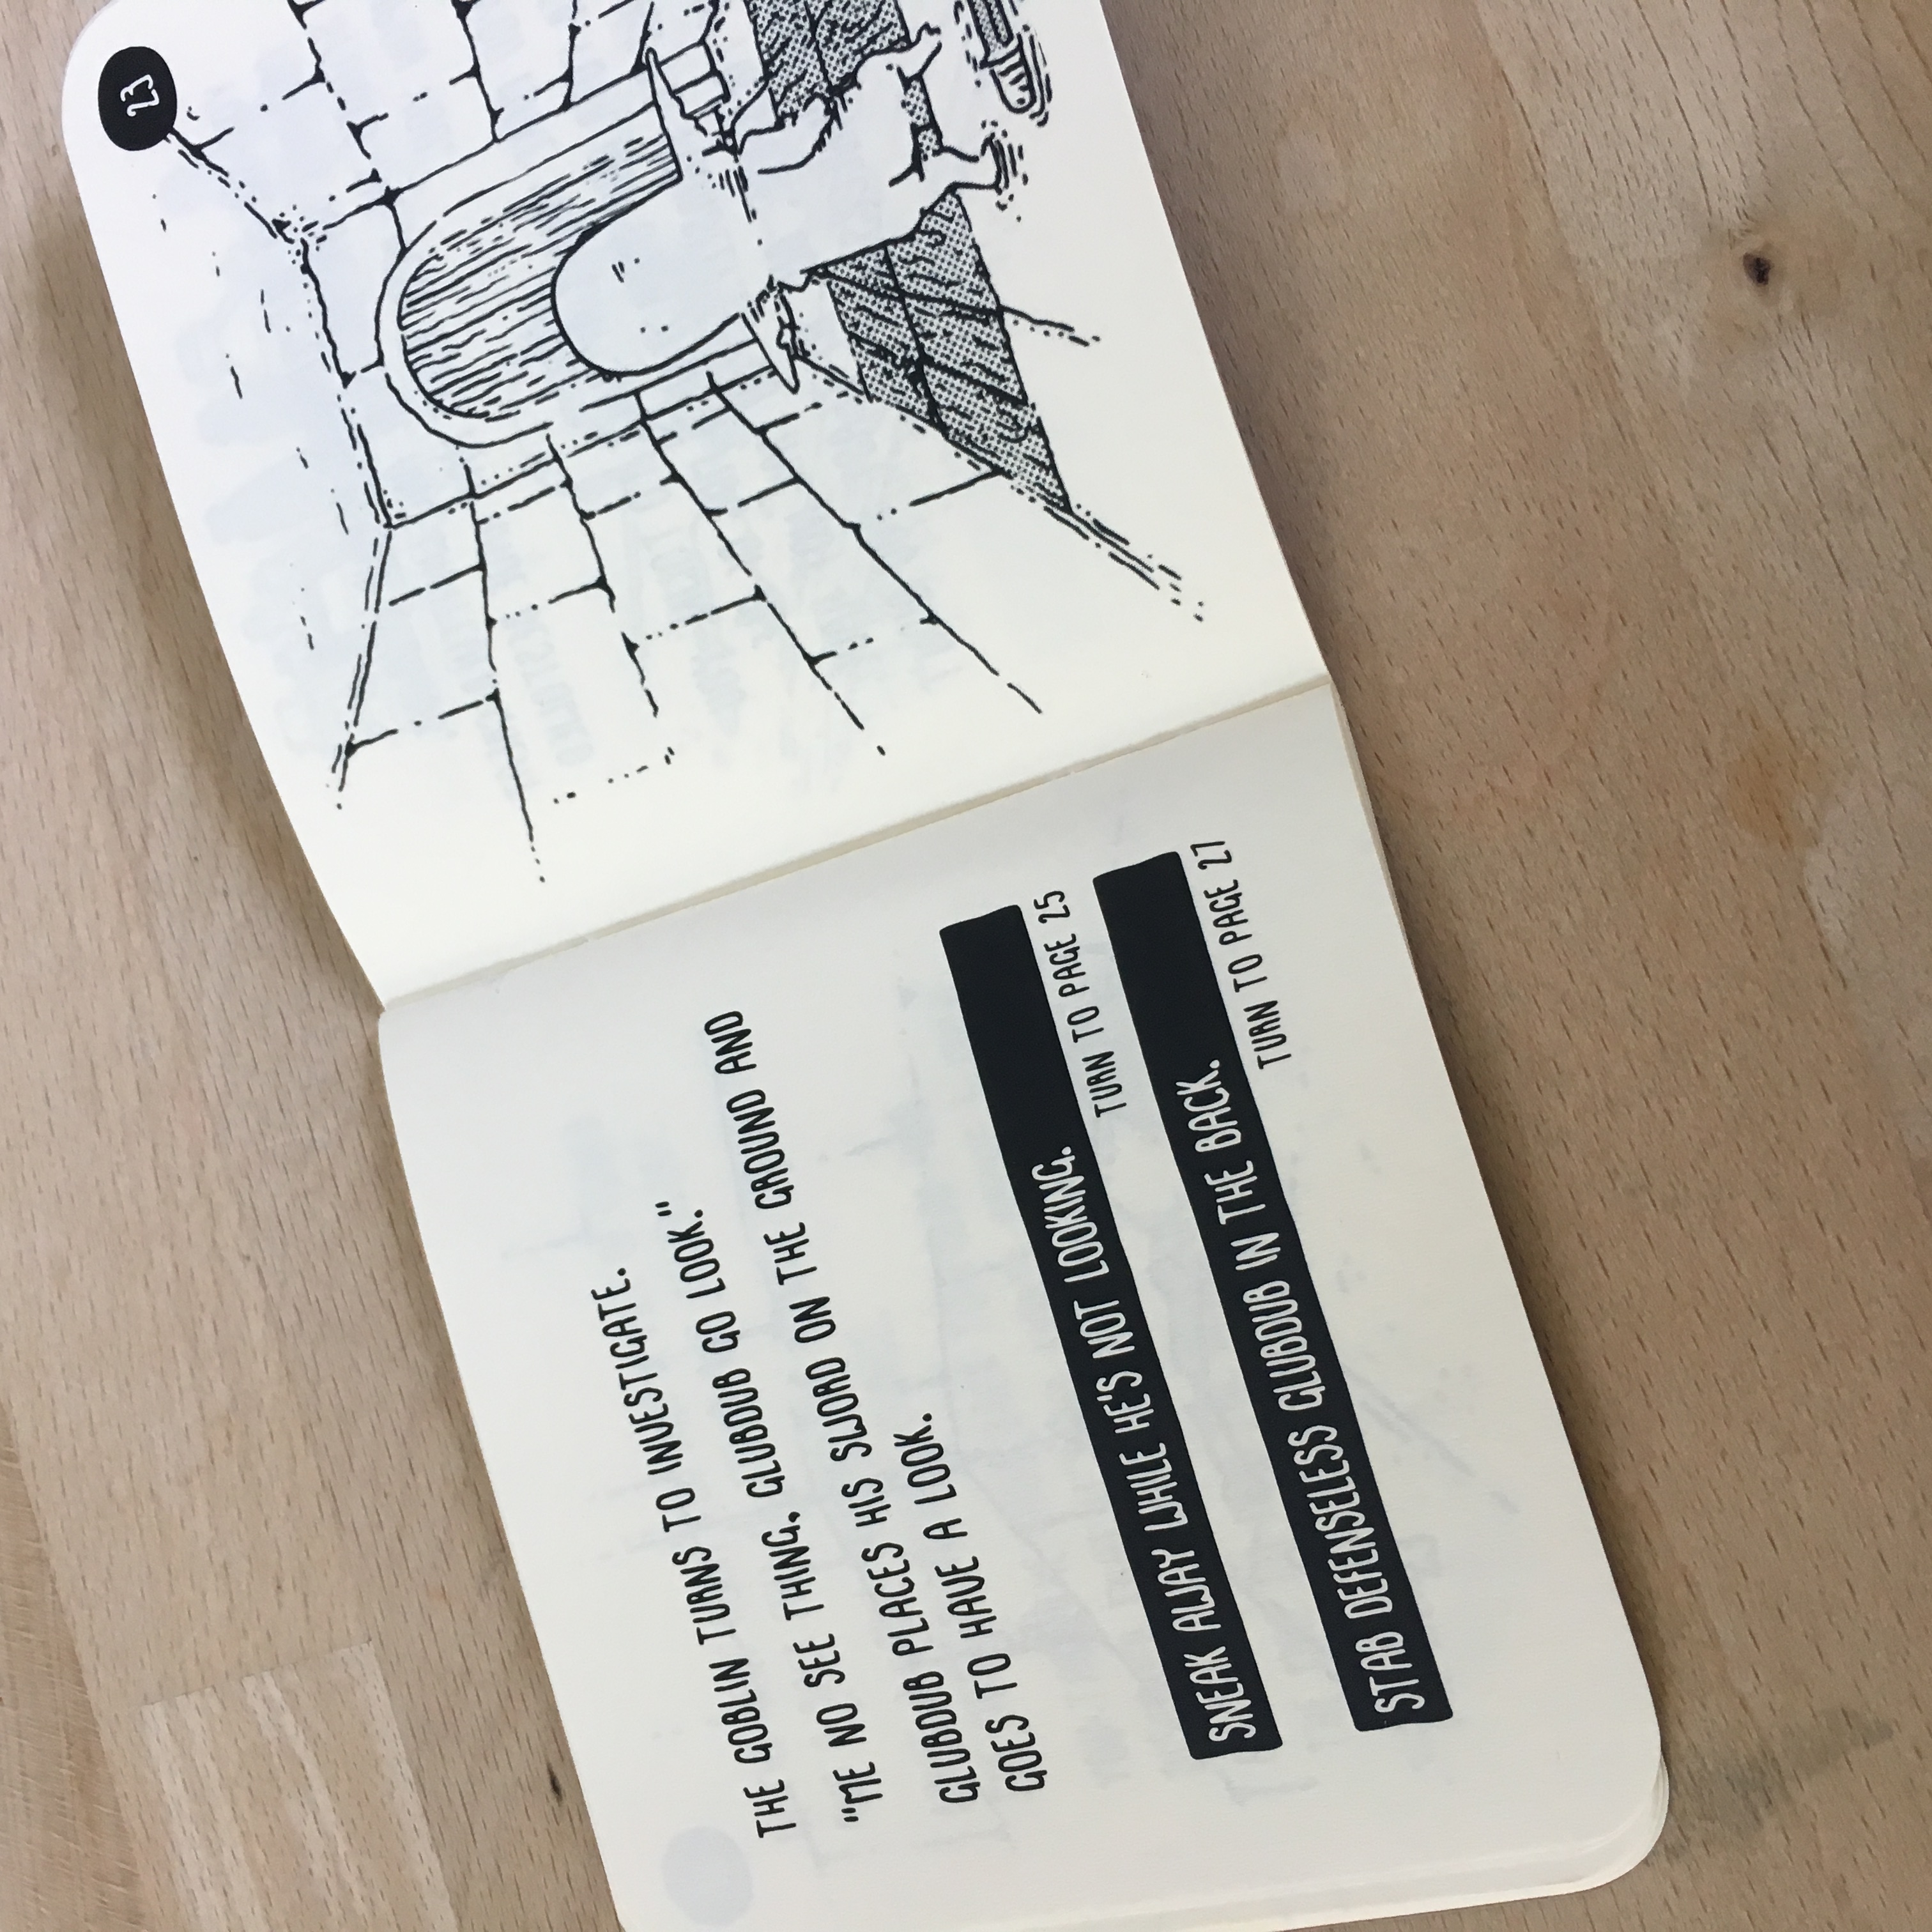 THE GOBLIN TURNS TO INVESTIGATE.
"ME NO SEE THING, GLUBDUB GO LOOK."
GLUBDUB PLACES HIS SWORD ON THE GROUND AND
GOES TO HAVE A LOOK.
SNEAK AWAY WHILE HE'S NOT LOOKING.
TURN TO PAGE 25
STAB DEFENSELESS GLUBDUB IN THE BACK.
TURN TO PAGE 27
23